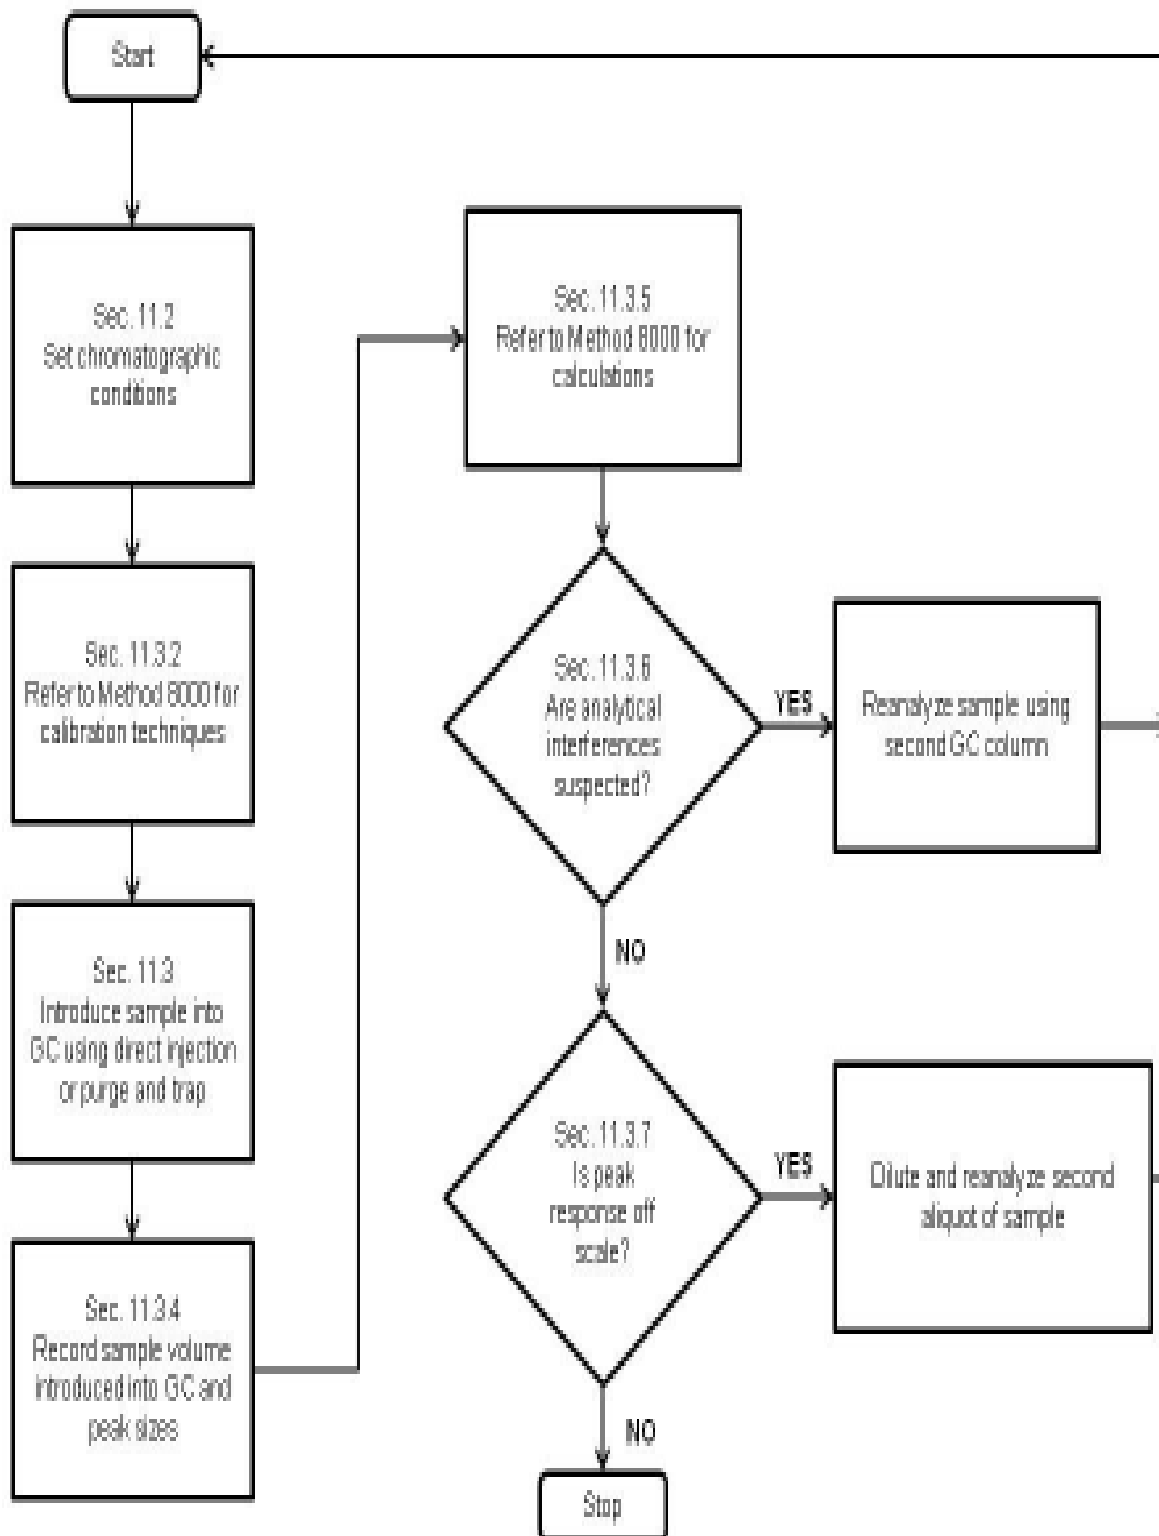 Start
Sec. 11.2
Set chromatographic
conditions
Sec. 11.3.2
Refer to Method 8000 for
calibration techniques
Sec. 11.3
Introduce sample into
GC using direct injection
or purge and trap
Sec. 11.3.4
Record sample volume
introduced into GC and
peak sizes
Sec. 11.3.5
Refer to Method 8000 for
calculations
Sec. 11.3.6
Are analytical
interferences
suspected?
YES
Reanalyze sample using
second GC column
NO
Sec. 11.3.7
Is peak
response off
scale?
YES
Dilute and reanalyze second
aliquot of sample
NO
Stop